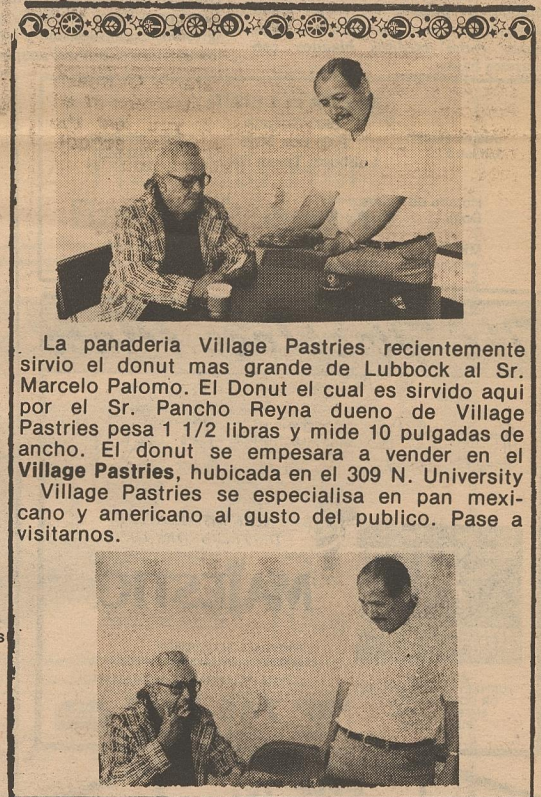 La panaderia Village Pastries recientemente
sirvio el donut mas grande de Lubbock al Sr.
Marcelo Palomo. El Donut el cual es sirvido aqui
por el Sr. Pancho Reyna dueno de Village
Pastries pesa 1 1/2 libras y mide 10 pulgadas de
ancho. El donut se empesara a vender en el
Village Pastries, hubicada en el 309 N. University
Village Pastries se especialisa en pan mexi-
cano y americano al gusto del publico. Pase a
visitarnos.